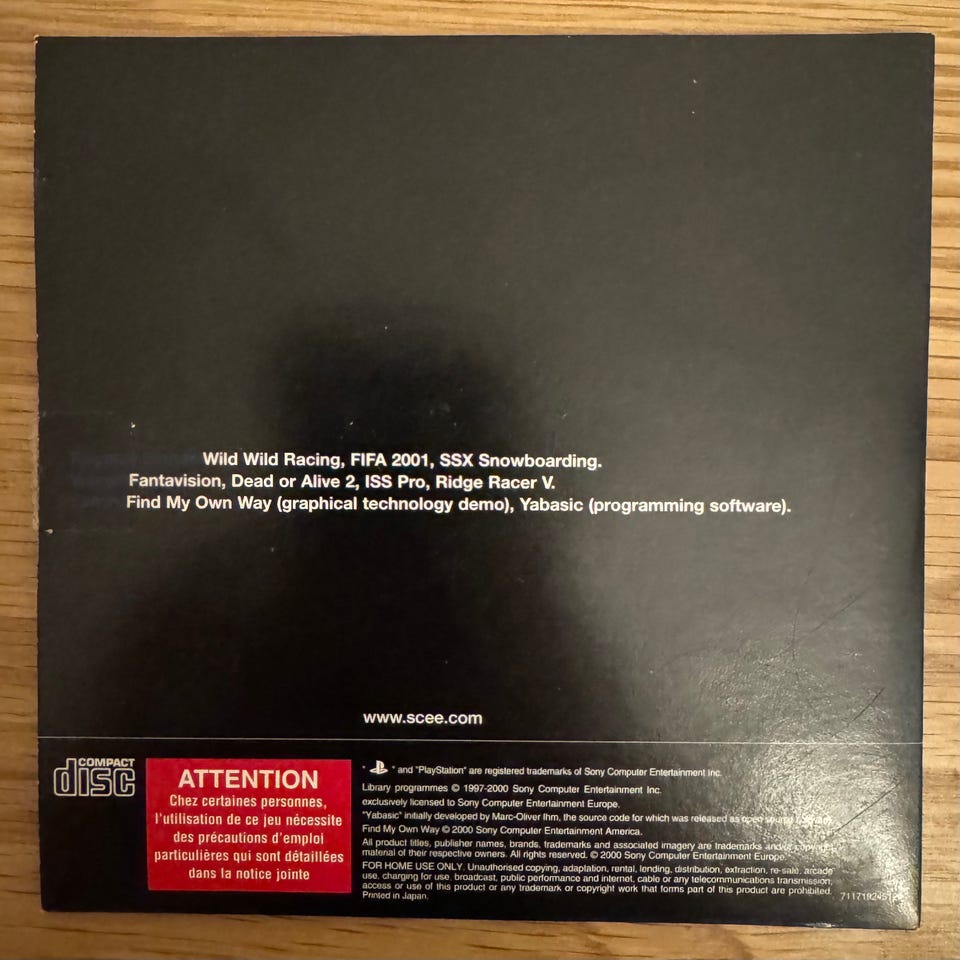 Wild Wild Racing, FIFA 2001, SSX Snowboarding.
Fantavision, Dead or Alive 2, ISS Pro, Ridge Racer V.
Find My Own Way (graphical technology demo), Yabasic (programming software).
www.scee.com
COMPACT
disc
ATTENTION
Chez certaines personnes,
l'utilisation de ce jeu nécessite
des précautions d'emploi
particulières qui sont détaillées
dans la notice jointe
" " and "PlayStation" are registered trademarks of Sony Computer Entertainment Inc.
Library programmes © 1997-2000 Sony Computer Entertainment Inc.
exclusively licensed to Sony Computer Entertainment Europe.
"Yabasic" initially developed by Marc-Oliver Ihm, the source code for which was released as open source
Find My Own Way © 2000 Sony Computer Entertainment America.
All product titles, publisher names, brands, trademarks and associated imagery are trademarks and/or copyright
material of their respective owners. All rights reserved. © 2000 Sony Computer Entertainment Europe.
FOR HOME USE ONLY. Unauthorised copying, adaptation, rental, lending, distribution, extraction, re-sale, arcade
use, charging for use, broadcast, public performance and internet, cable or any telecommunications transmission,
access or use of this product or any trademark or copyright work that forms part of this product are prohibited.
Printed in Japan.